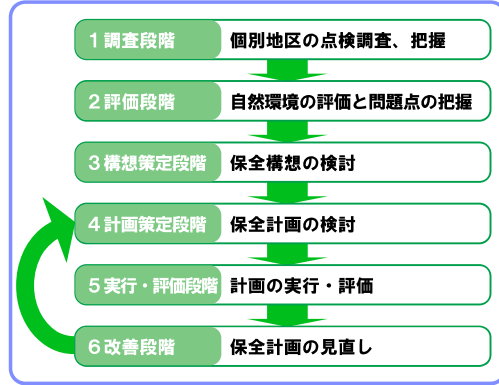 1調査段階 個別地区の点検調査、把握
2評価段階 自然環境の評価と問題点の把握
3構想策定段階 保全構想の検討
4計画策定段階 保全計画の検討
5実行・評価段階 計画の実行・評価
6改善段階 保全計画の見直し